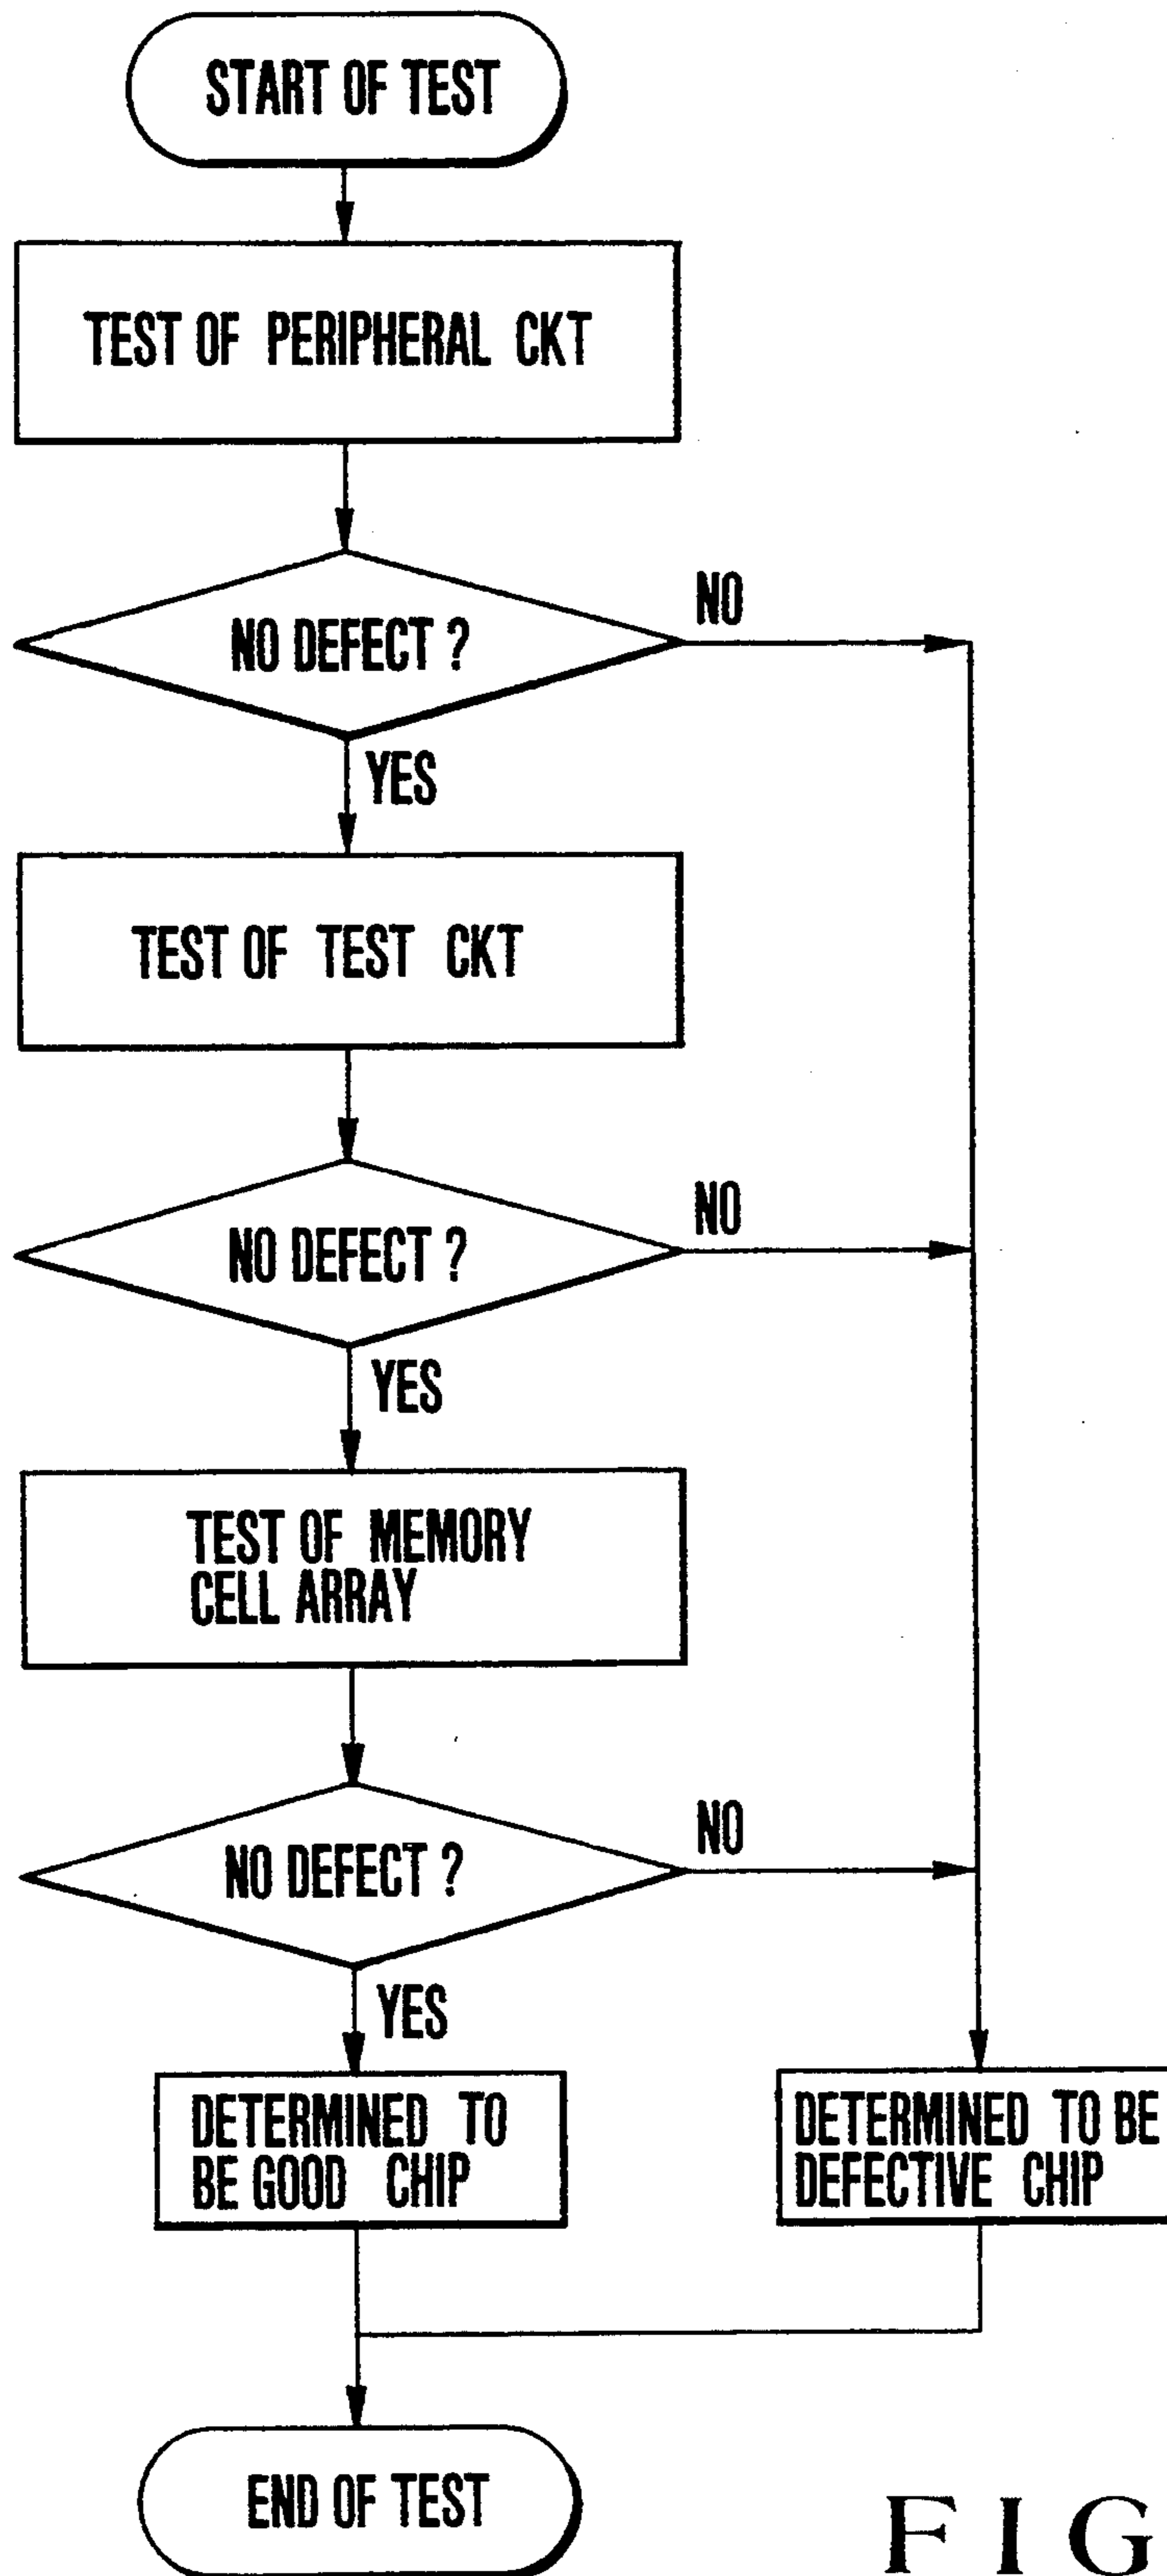 START OF TEST
TEST OF PERIPHERAL CKT
NO DEFECT ?
NO
YES
TEST OF TEST CKT
NO DEFECT ?
NO
YES
TEST OF MEMORY
CELL ARRAY
NO DEFECT ?
NO
YES
DETERMINED TO
BE GOOD CHIP
DETERMINED TO BE
DEFECTIVE CHIP
END OF TEST
FIG